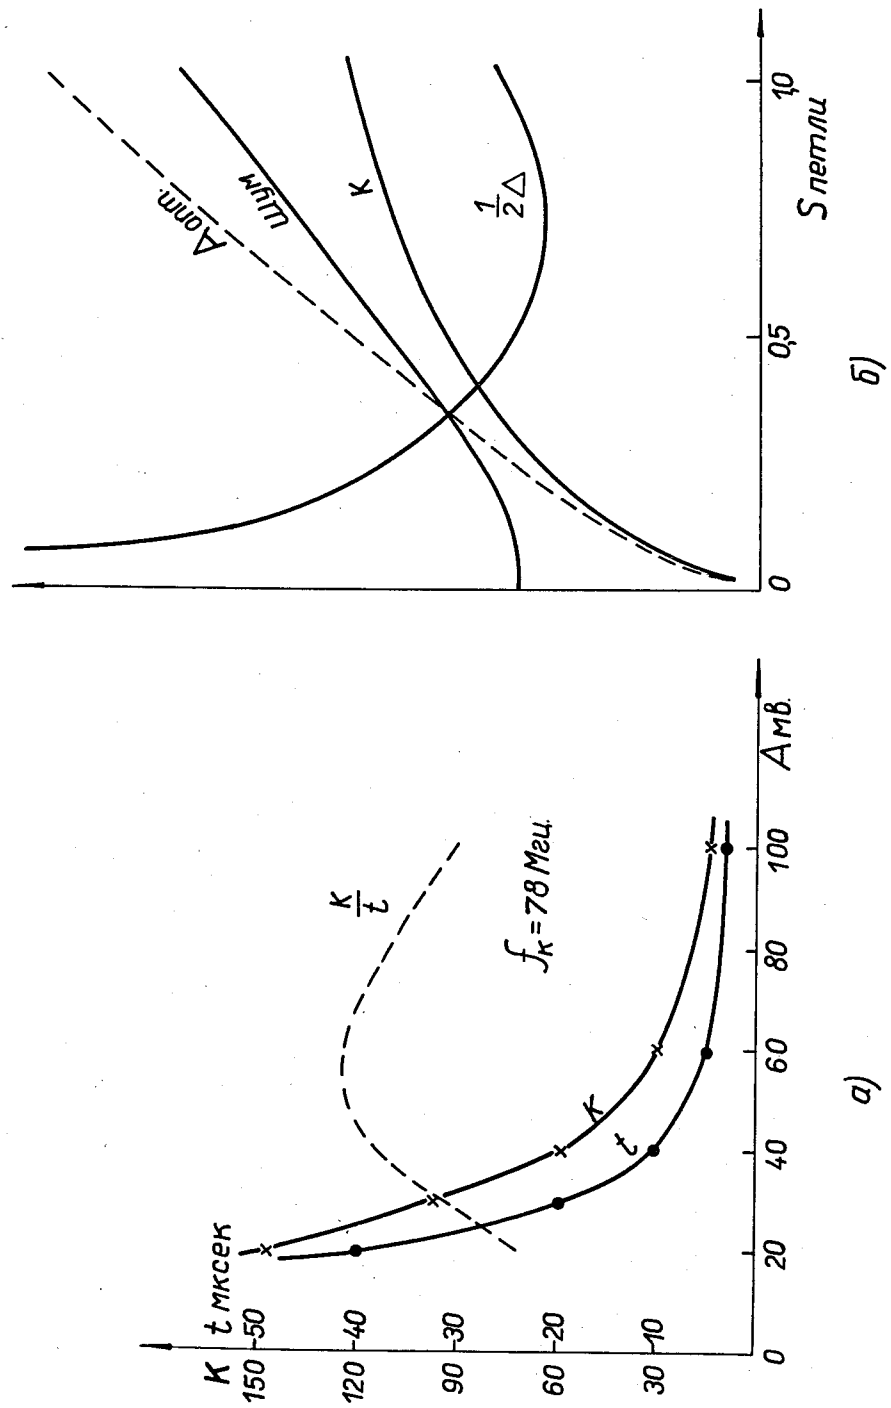 К t мксек
150 50
120 40
90 30
60 20
30 10
0 20 40 60 80 100
Δ мв.
К/t
f_к = 78 Мгц.
К
t
а)
Δ опт.
шум
К
1/2 Δ
0 0,5 1,0
S петли
б)